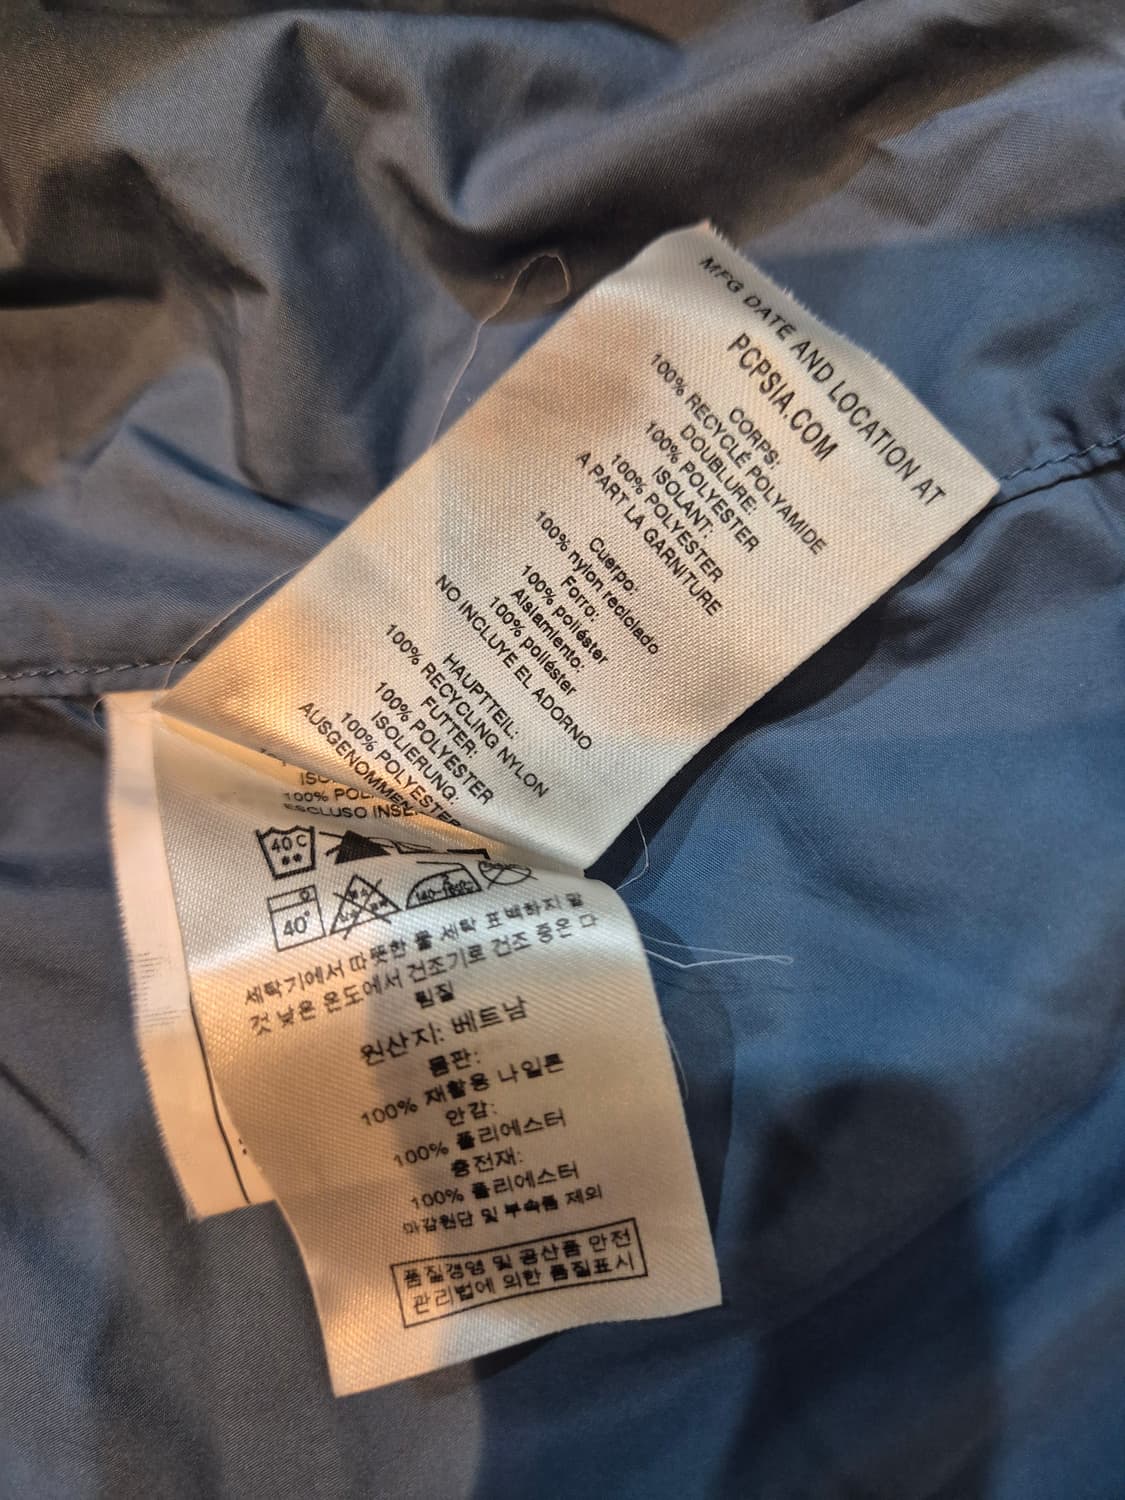 MFG DATE AND LOCATION AT
PCPSIA.COM
CORPS:
100% RECYCLÉ POLYAMIDE
DOUBLURE:
100% POLYESTER
ISOLANT:
100% POLYESTER
A PART LA GARNITURE
Cuerpo:
100% nylon reciclado
Forro:
100% poliéster
Aislamiento:
100% poliéster
NO INCLUYE EL ADORNO
HAUPTTEIL:
100% RECYCLING NYLON
FUTTER:
100% POLYESTER
ISOLIERUNG:
100% POLYESTER
AUSGENOMMEN
100%
ESCLUSO
40 C
40°
세탁기에서 따뜻한 물 세탁 표백하지 말
것 낮은 온도에서 건조기로 건조 중온 다
림질
원산지: 베트남
몸판:
100% 재활용 나일론
안감:
100% 폴리에스터
충전재:
100% 폴리에스터
마감원단 및 부속품 제외
품질경영 및 공산품 안전
관리법에 의한 품질표시